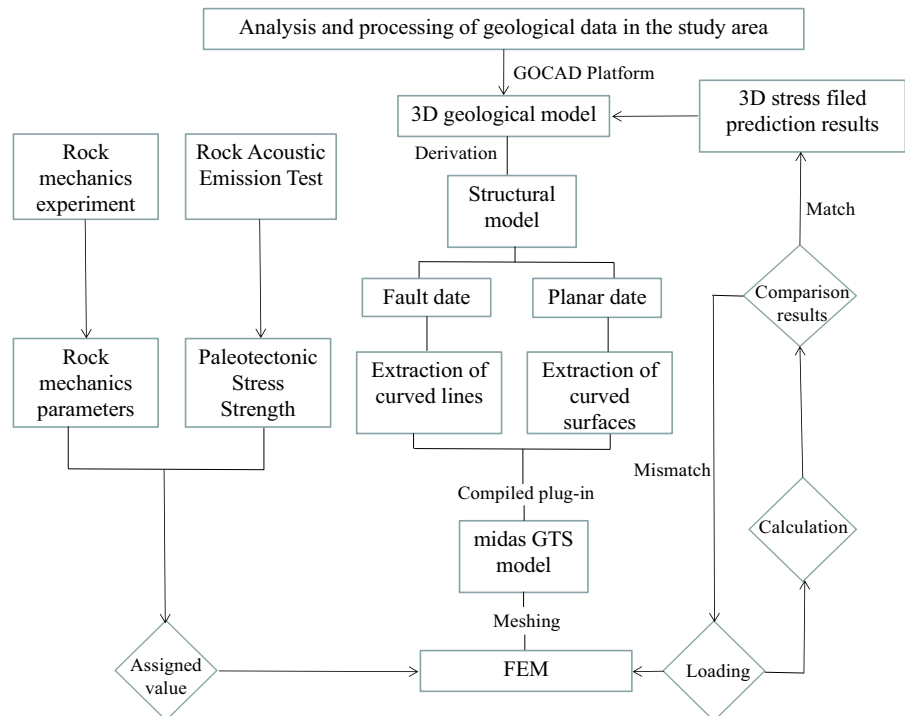 Analysis and processing of geological data in the study area
GOCAD Platform
3D geological model
3D stress filed
prediction results
Rock
mechanics
experiment
Rock Acoustic
Emission Test
Derivation
Structural
model
Match
Fault date
Planar date
Comparison
results
Rock
mechanics
parameters
Paleotectonic
Stress
Strength
Extraction of
curved lines
Extraction of
curved
surfaces
Mismatch
Compiled plug-in
Calculation
midas GTS
model
Meshing
Assigned
value
FEM
Loading